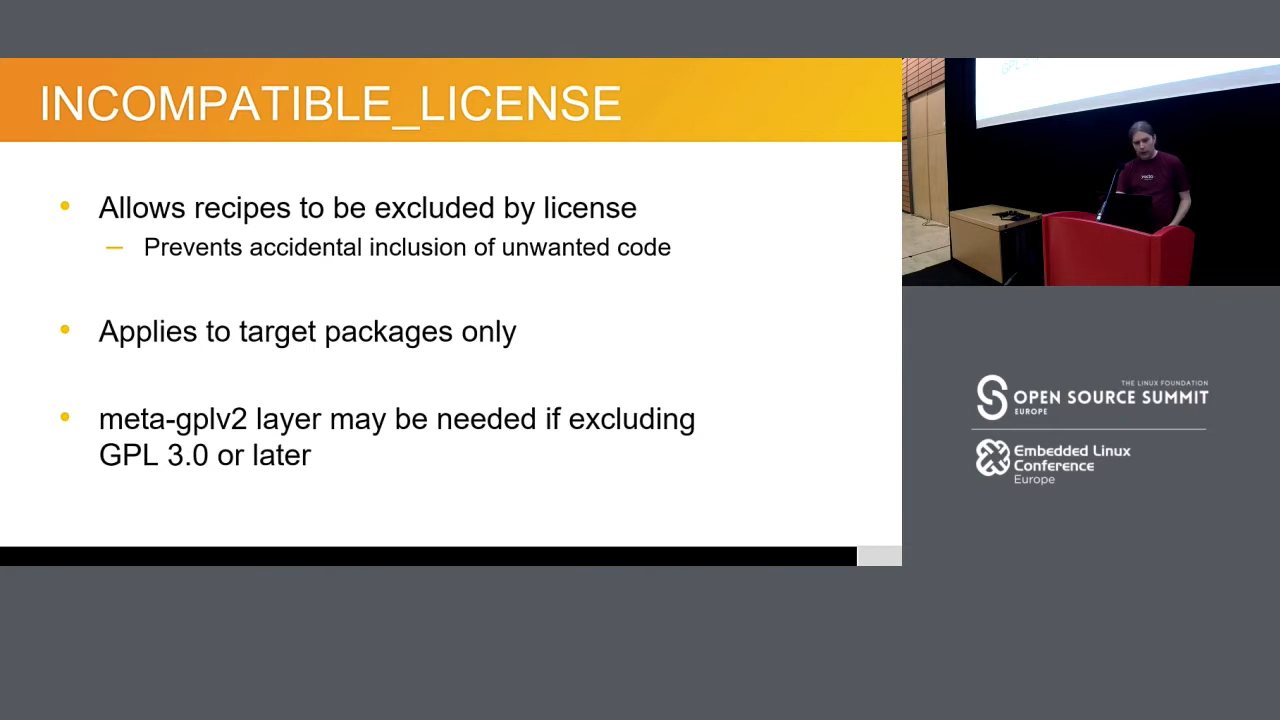 INCOMPATIBLE_LICENSE
• Allows recipes to be excluded by license
– Prevents accidental inclusion of unwanted code
• Applies to target packages only
• meta-gplv2 layer may be needed if excluding
GPL 3.0 or later
THE LINUX FOUNDATION
OPEN SOURCE SUMMIT
EUROPE
Embedded Linux
Conference
Europe